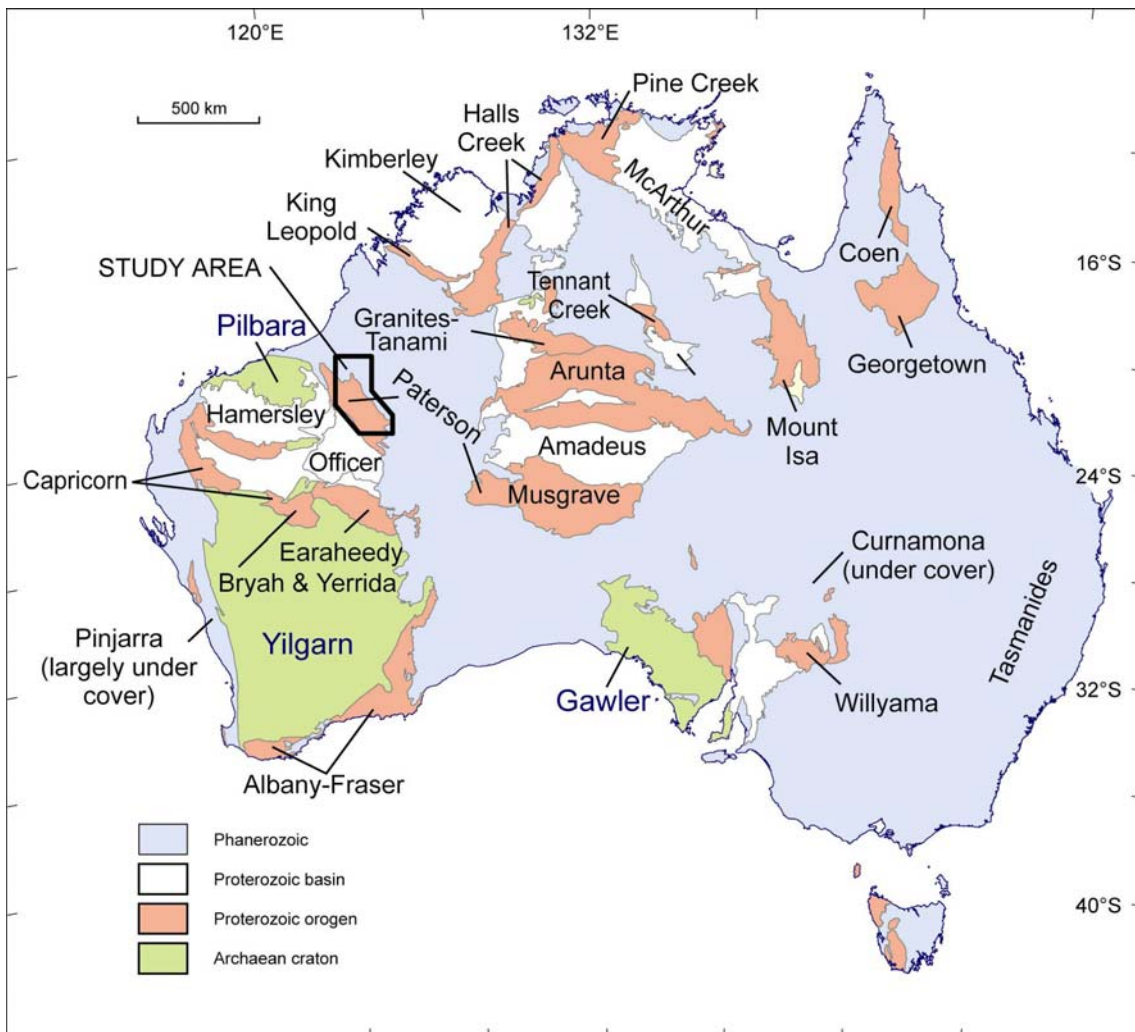 120°E
132°E
500 km
Pine Creek
Halls
Creek
Kimberley
McArthur
King
Leopold
Coen
STUDY AREA
16°S
Tennant
Creek
Granites-
Tanami
Pilbara
Georgetown
Arunta
Paterson
Hamersley
Mount
Isa
Amadeus
Officer
Capricorn
24°S
Musgrave
Curnamona
(under cover)
Earaheedy
Bryah & Yerrida
Tasmanides
Pinjarra
(largely under
cover)
Yilgarn
Gawler
Willyama
32°S
Albany-Fraser
Phanerozoic
Proterozoic basin
Proterozoic orogen
40°S
Archaean craton